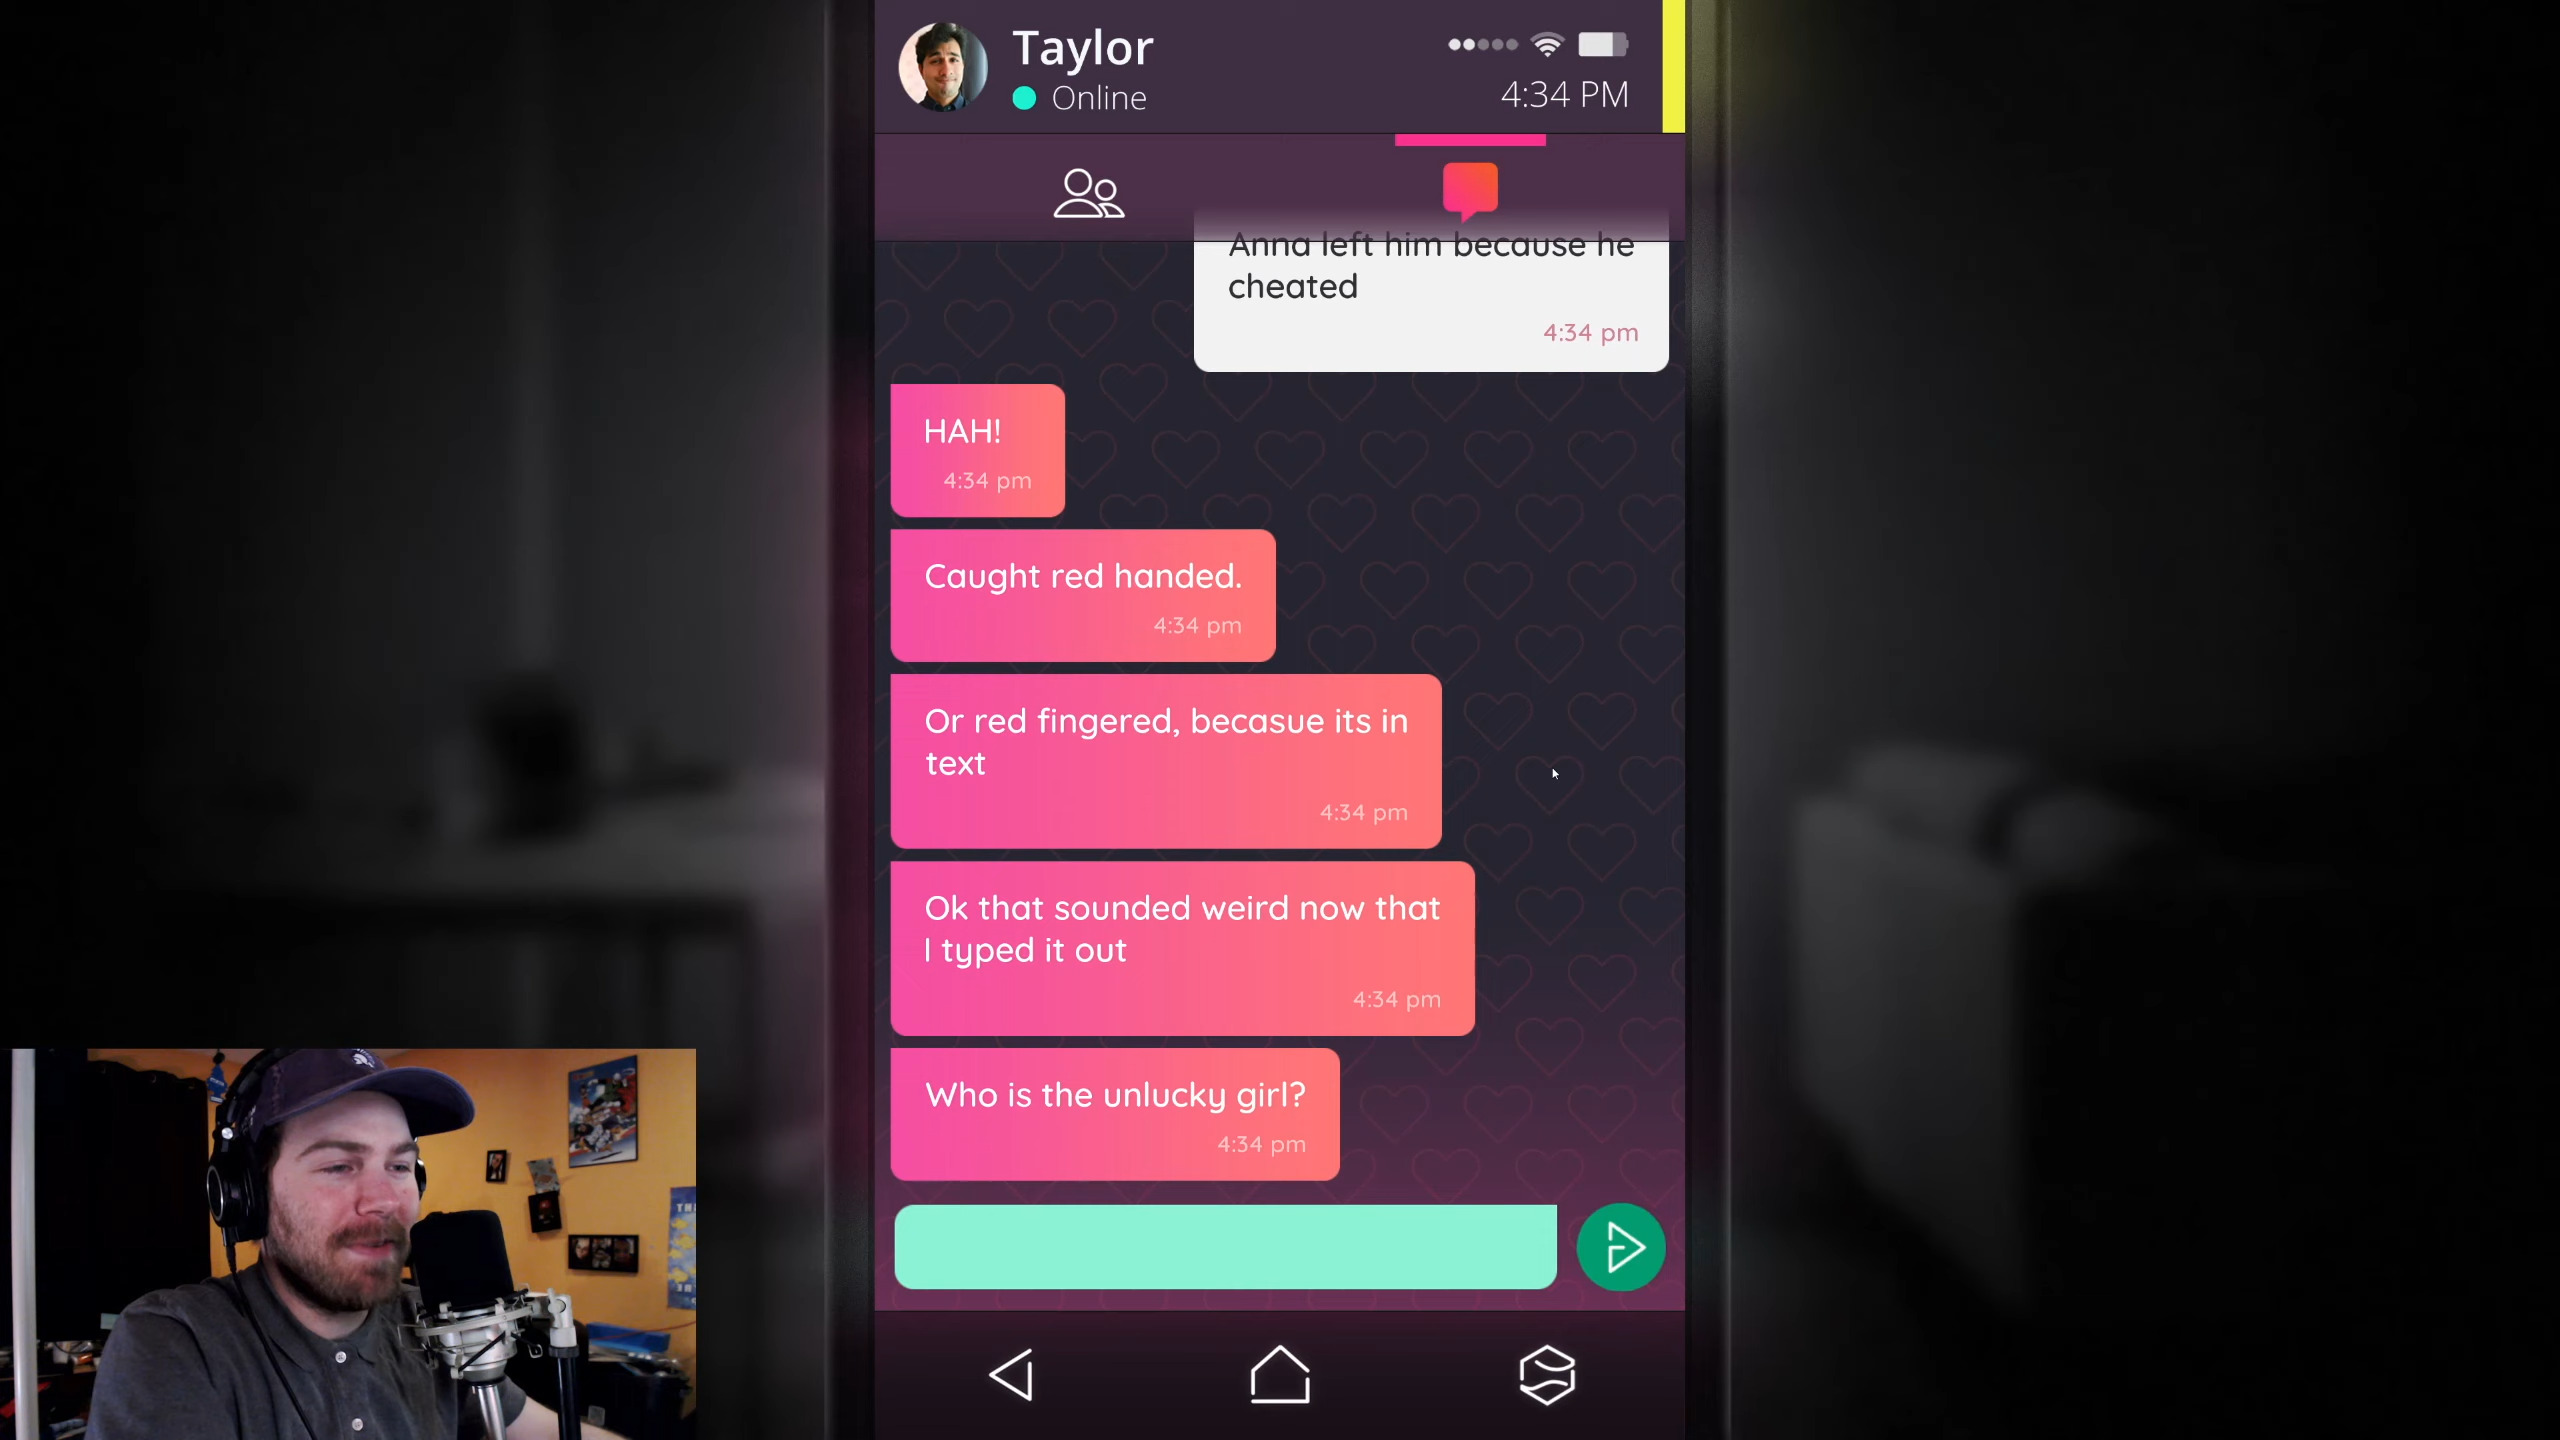 Taylor
Online
4:34 PM
Anna left him because he
cheated
4:34 pm
HAH!
4:34 pm
Caught red handed.
4:34 pm
Or red fingered, becasue its in
text
4:34 pm
Ok that sounded weird now that
I typed it out
4:34 pm
Who is the unlucky girl?
4:34 pm